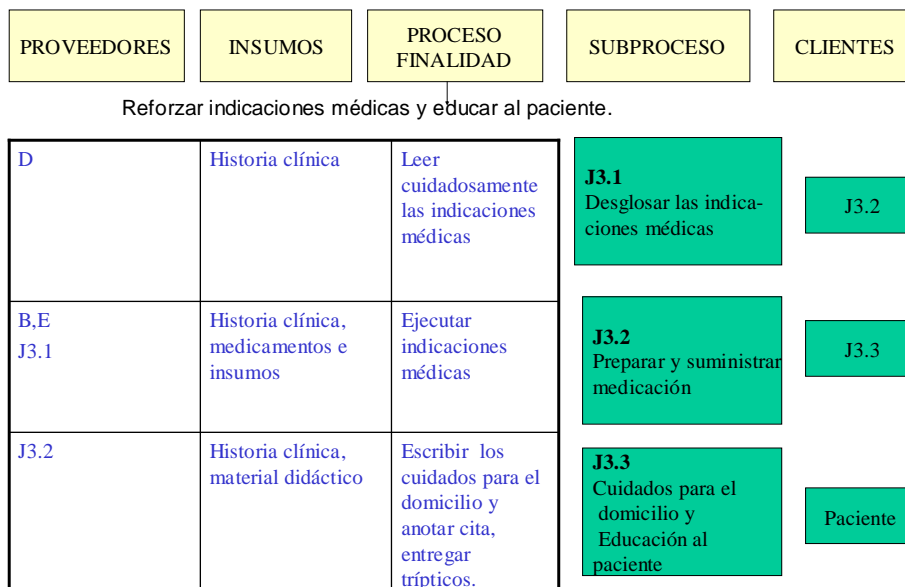 PROVEEDORES
INSUMOS
PROCESO
FINALIDAD
SUBPROCESO
CLIENTES
Reforzar indicaciones médicas y educar al paciente.
D
Historia clínica
Leer
cuidadosamente
las indicaciones
médicas
J3.1
Desglosar las indica-
ciones médicas
J3.2
B,E
J3.1
Historia clínica,
medicamentos e
insumos
Ejecutar
indicaciones
médicas
J3.2
Preparar y suministrar
medicación
J3.3
J3.2
Historia clínica,
material didáctico
Escribir los
cuidados para el
domicilio y
anotar cita,
entregar
trípticos.
J3.3
Cuidados para el
domicilio y
Educación al
paciente
Paciente